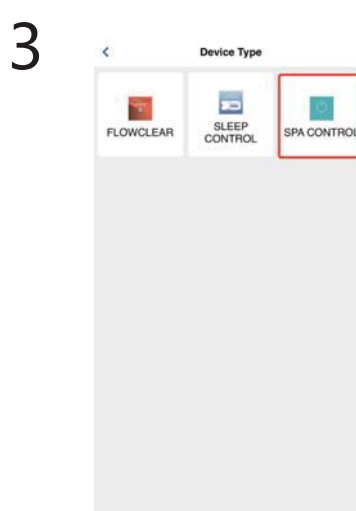 3
Device Type
FLOWCLEAR
SLEEP
CONTROL
SPA CONTROL